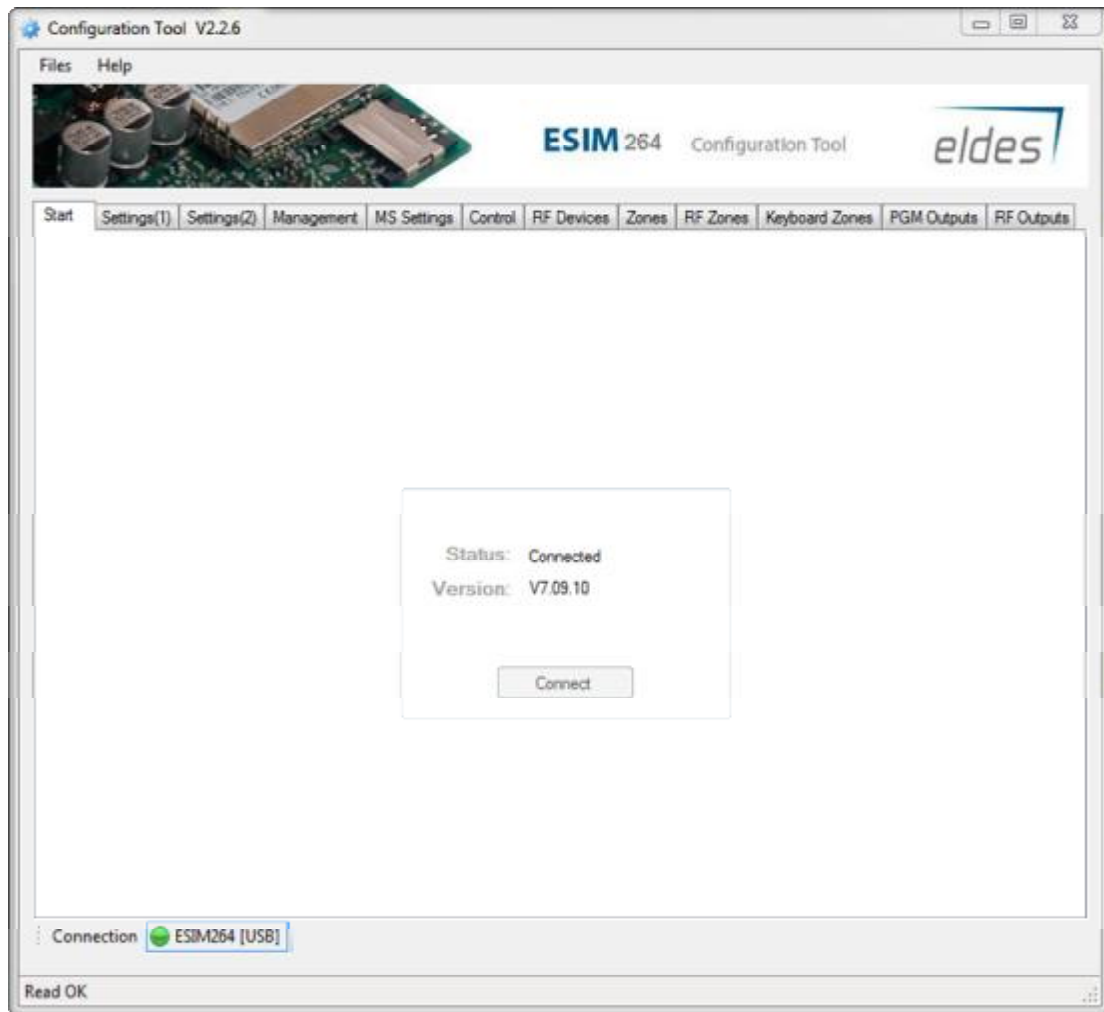 Configuration Tool V2.2.6
Files Help
ESIM 264 Configuration Tool eldes
Start Settings(1) Settings(2) Management MS Settings Control RF Devices Zones RF Zones Keyboard Zones PGM Outputs RF Outputs
Status: Connected
Version: V7.09.10
Connect
Connection ESIM264 [USB]
Read OK